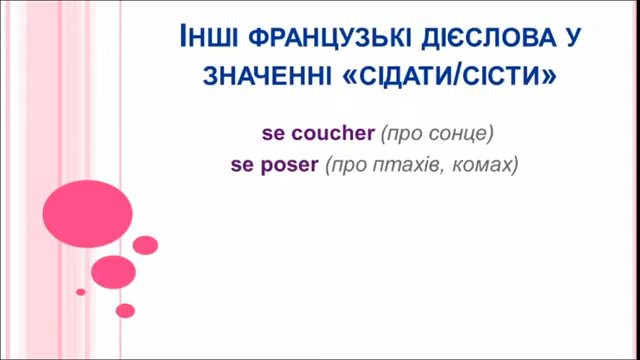 Інші французькі дієслова у
значенні «сідати/сісти»
se coucher (про сонце)
se poser (про птахів, комах)